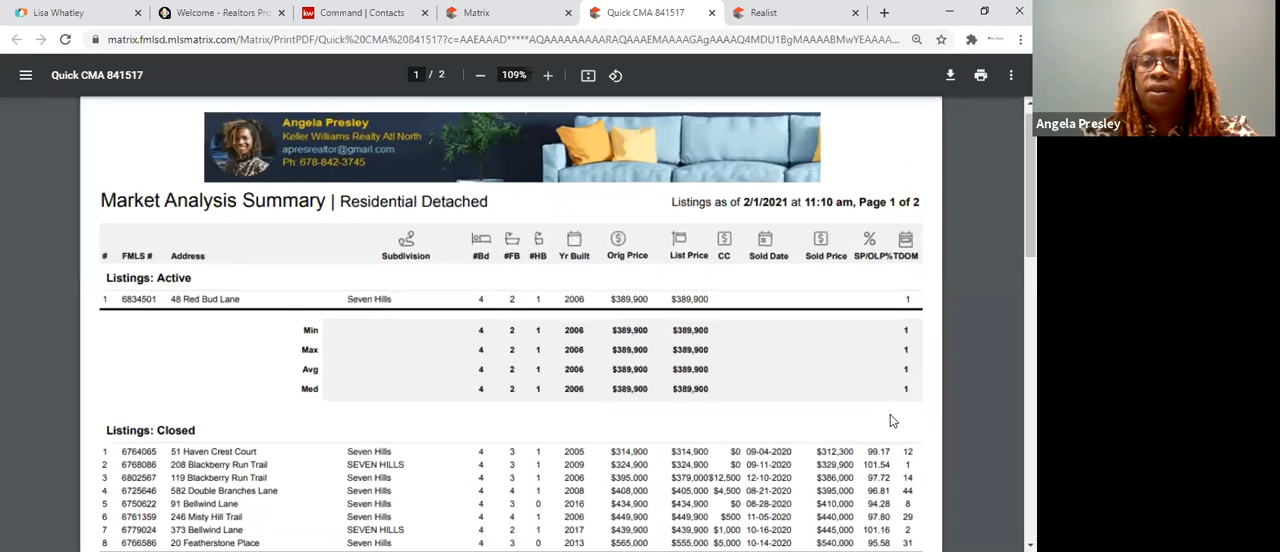 Lisa Whatley
Welcome - Realtors Pro
Command | Contacts
Matrix
Quick CMA 841517
Realist
matrix.fmlsd.mlsmatrix.com/Matrix/PrintPDF/Quick%20CMA%20841517?c=AAEAAAD*****AQAAAAAAAAARAQAAAEMAAAAGAgAAAAQ4MDU1BgMAAAABMwYEAAAA...
Quick CMA 841517
1 / 2
109%
Angela Presley
Keller Williams Realty Atl North
apresrealtor@gmail.com
Ph: 678-842-3745
Angela Presley
Market Analysis Summary | Residential Detached
Listings as of 2/1/2021 at 11:10 am, Page 1 of 2
# FMLS # Address Subdivision #Bd #FB #HB Yr Built Orig Price List Price CC Sold Date Sold Price SP/OLP% TDOM
Listings: Active
1 6834501 48 Red Bud Lane Seven Hills 4 2 1 2006 $389,900 $389,900 1
Min 4 2 1 2006 $389,900 $389,900 1
Max 4 2 1 2006 $389,900 $389,900 1
Avg 4 2 1 2006 $389,900 $389,900 1
Med 4 2 1 2006 $389,900 $389,900 1
Listings: Closed
1 6764065 51 Haven Crest Court Seven Hills 4 3 1 2005 $314,900 $314,900 $0 09-04-2020 $312,300 99.17 12
2 6768086 208 Blackberry Run Trail SEVEN HILLS 4 3 1 2009 $324,900 $324,900 $0 09-11-2020 $329,900 101.54 1
3 6802567 119 Blackberry Run Trail Seven Hills 4 3 1 2006 $395,000 $379,000 $12,500 12-10-2020 $386,000 97.72 14
4 6725646 582 Double Branches Lane Seven Hills 4 4 1 2008 $408,000 $405,000 $4,500 08-21-2020 $395,000 96.81 44
5 6750622 91 Bellwind Lane Seven Hills 4 3 0 2016 $434,900 $434,900 $0 08-28-2020 $410,000 94.28 8
6 6761359 246 Misty Hill Trail Seven Hills 4 4 1 2006 $449,900 $449,900 $500 11-05-2020 $440,000 97.80 29
7 6779024 373 Bellwind Lane SEVEN HILLS 4 2 1 2017 $439,900 $439,900 $1,000 10-16-2020 $445,000 101.16 2
8 6766586 20 Featherstone Place Seven Hills 4 3 0 2013 $565,000 $555,000 $5,000 10-14-2020 $540,000 95.58 31